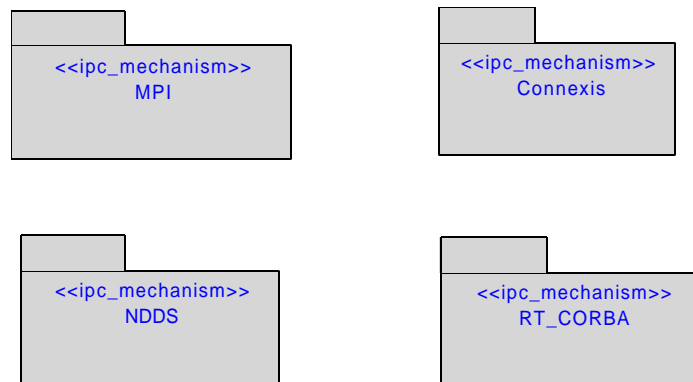 <<ipc_mechanism>>
MPI
<<ipc_mechanism>>
Connexis
<<ipc_mechanism>>
NDDS
<<ipc_mechanism>>
RT_CORBA